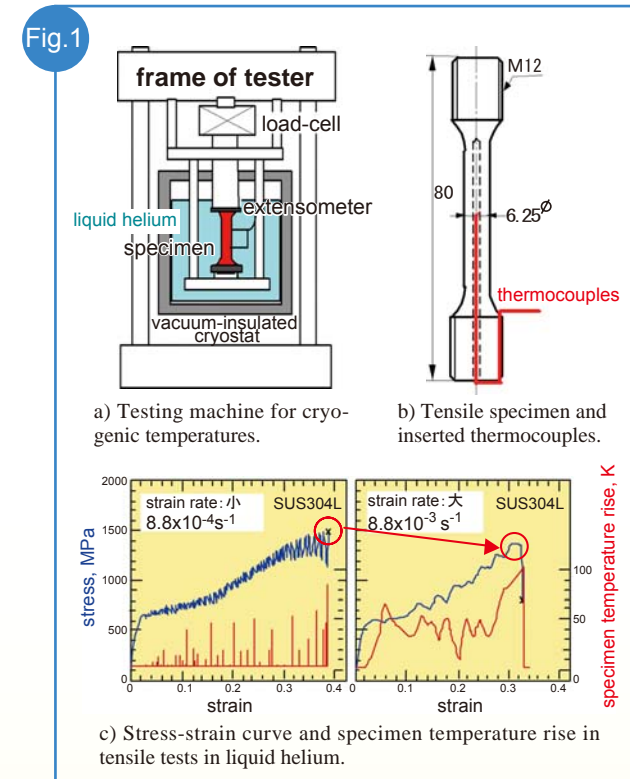 Fig.1
frame of tester
load-cell
liquid helium
extensometer
specimen
vacuum-insulated
cryostat
a) Testing machine for cryo-
genic temperatures.
M12
80
6.25ø
thermocouples
b) Tensile specimen and
inserted thermocouples.
2000
1500
1000
500
0
stress, MPa
strain rate:小
8.8x10-4s-1
SUS304L
0 0.1 0.2 0.3 0.4
strain
strain rate:大
8.8x10-3 s-1
SUS304L
0 0.1 0.2 0.3 0.4
strain
100
50
0
specimen temperature rise, K
c) Stress-strain curve and specimen temperature rise in
tensile tests in liquid helium.